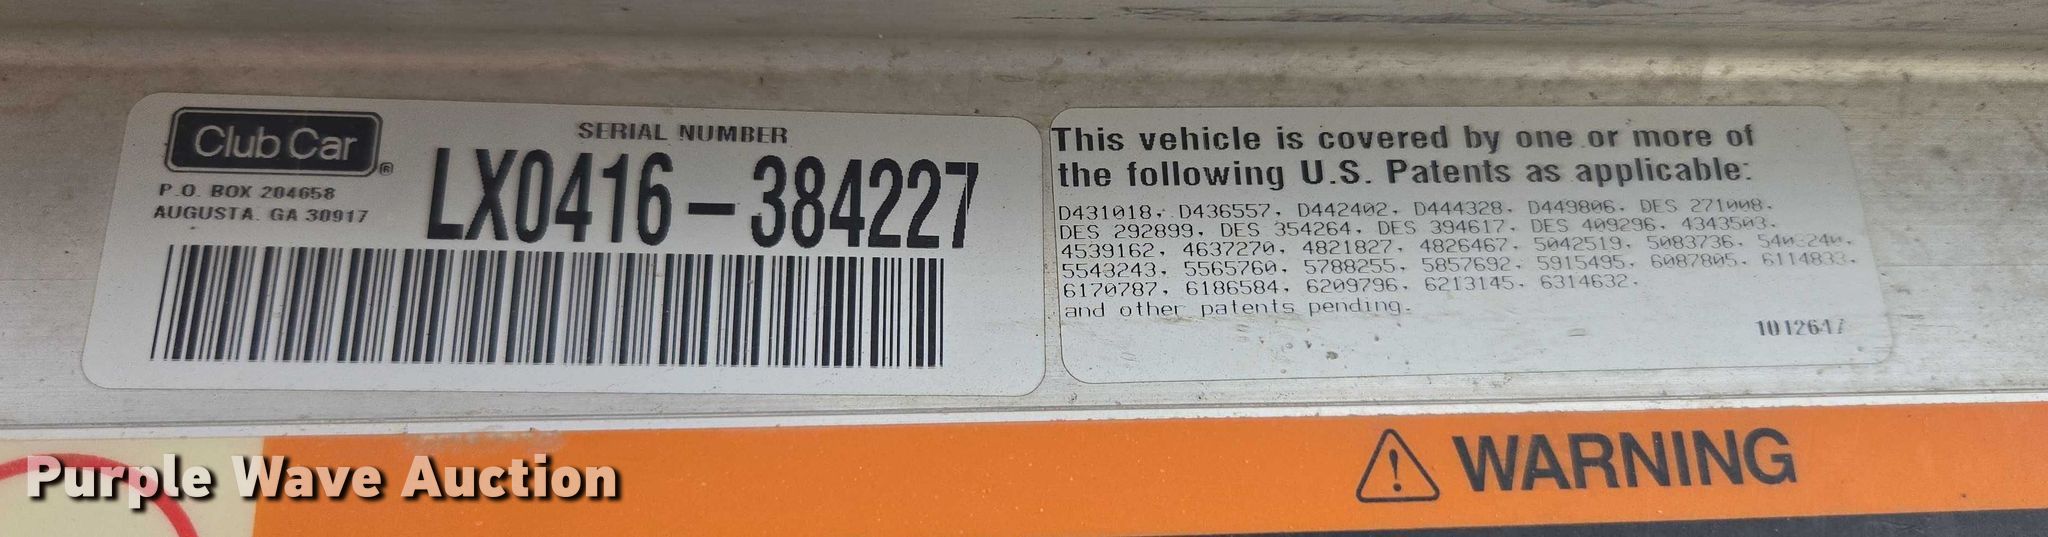 Club Car
®
P.O. BOX 204658
AUGUSTA. GA 30917
SERIAL NUMBER
LX0416-384227
This vehicle is covered by one or more of
the following U.S. Patents as applicable:
D431018, D436557, D442402, D444328, D449806, DES 271008,
DES 292899, DES 354264, DES 394617, DES 409296, 4343503,
4539162, 4637270, 4821827, 4826467, 5042519, 5083736, 5403240,
5543243, 5565760, 5788255, 5857692, 5915495, 6087805, 6114833,
6170787, 6186584, 6209796, 6213145, 6314632.
and other patents pending.
1012647
WARNING
Purple Wave Auction